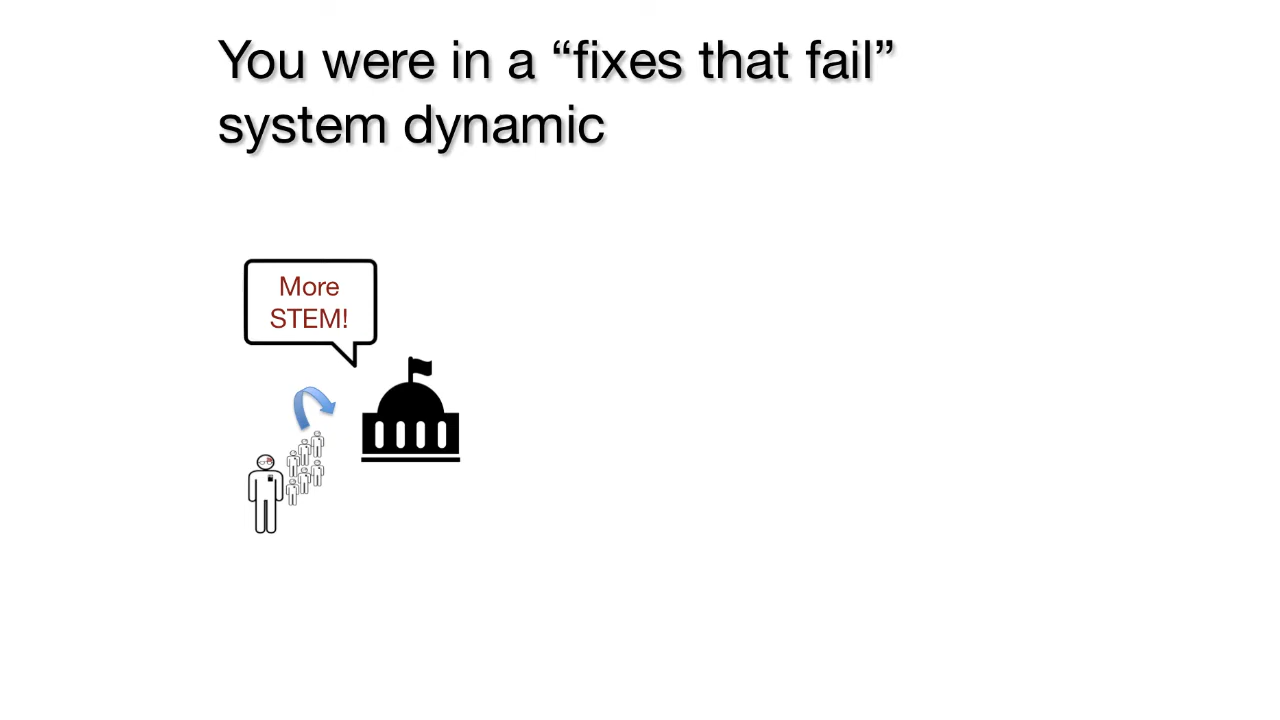 You were in a “fixes that fail”
system dynamic
More
STEM!